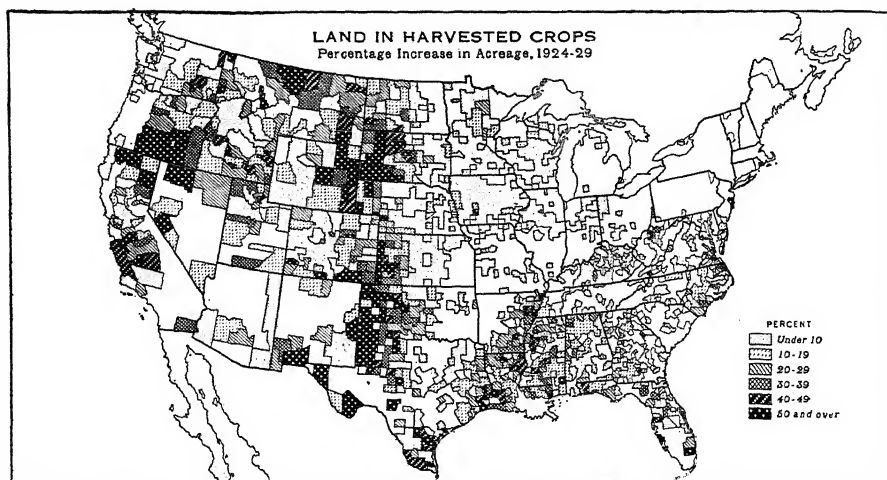 LAND IN HARVESTED CROPS
Percentage Increase in Acreage, 1924-29
PERCENT
Under 10
10-19
20-29
30-39
40-49
50 and over